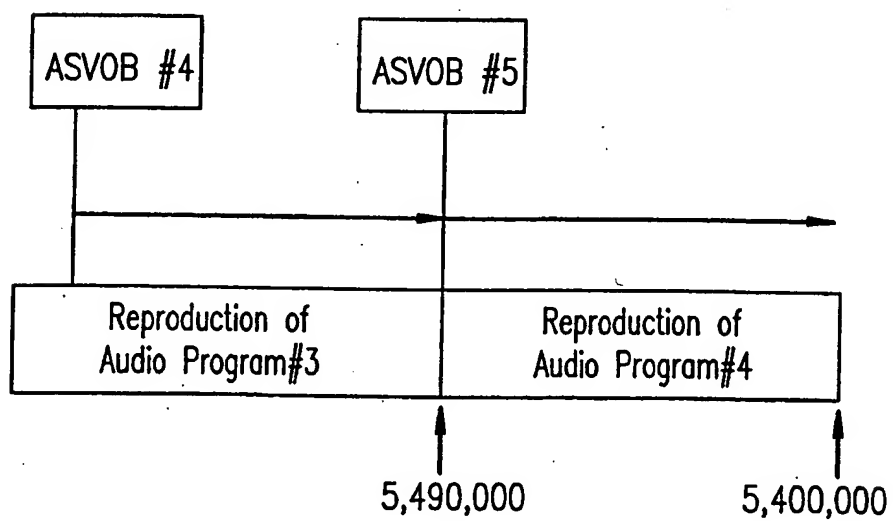 ASVOB #4
ASVOB #5
Reproduction of
Audio Program#3
Reproduction of
Audio Program#4
5,490,000
5,400,000